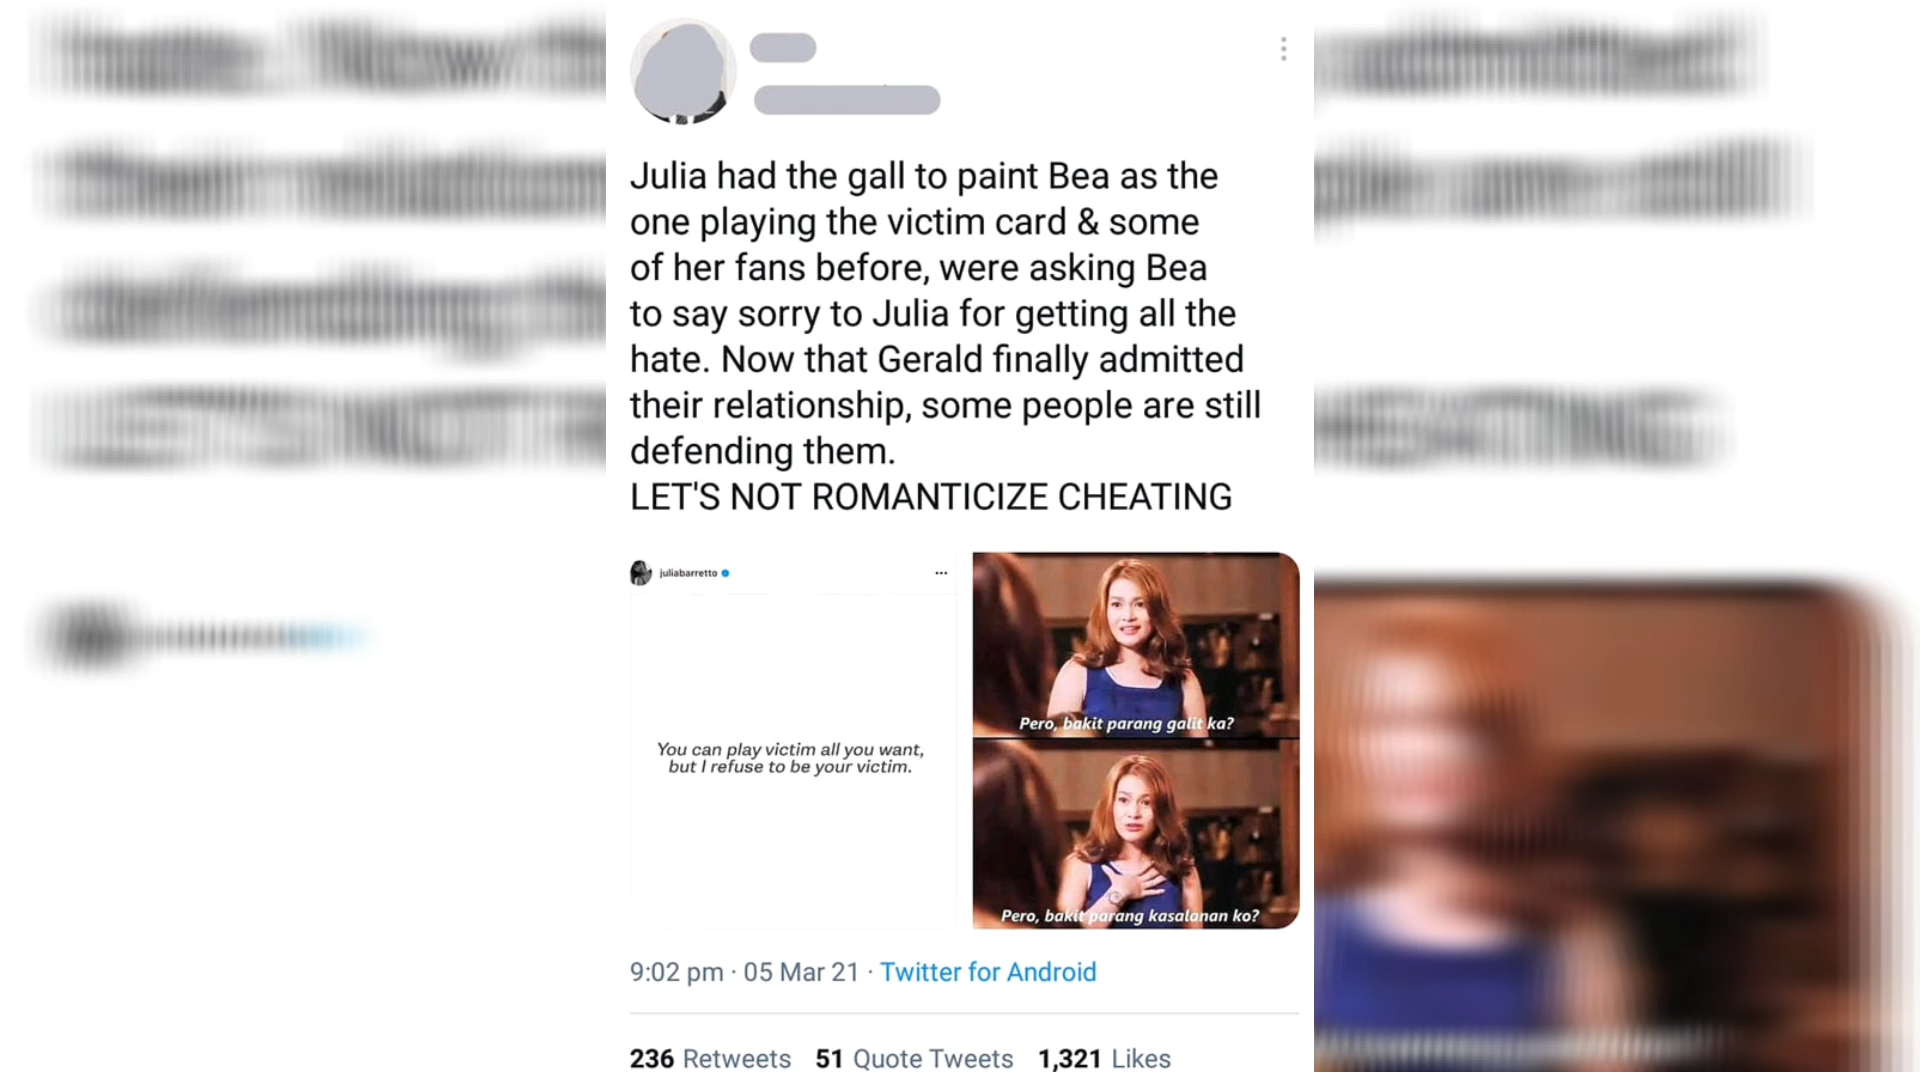 Julia had the gall to paint Bea as the
one playing the victim card & some
of her fans before, were asking Bea
to say sorry to Julia for getting all the
hate. Now that Gerald finally admitted
their relationship, some people are still
defending them.
LET'S NOT ROMANTICIZE CHEATING
juliabarretto
You can play victim all you want,
but I refuse to be your victim.
Pero, bakit parang galit ka?
Pero, bakit parang kasalanan ko?
9:02 pm · 05 Mar 21 · Twitter for Android
236 Retweets 51 Quote Tweets 1,321 Likes